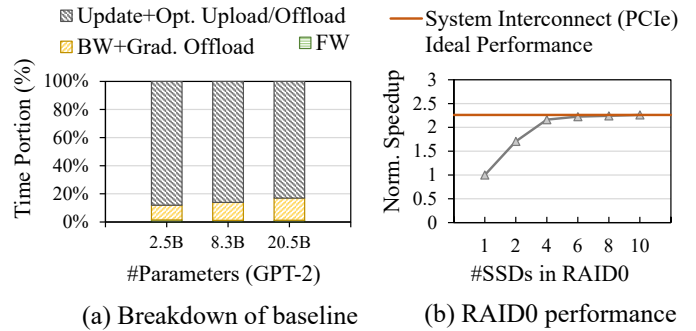 Update+Opt. Upload/Offload
BW+Grad. Offload
FW
Time Portion (%)
100%
80%
60%
40%
20%
0%
2.5B
8.3B
20.5B
#Parameters (GPT-2)
(a) Breakdown of baseline
System Interconnect (PCIe)
Ideal Performance
Norm. Speedup
3
2.5
2
1.5
1
0.5
1
2
4
6
8
10
#SSDs in RAID0
(b) RAID0 performance